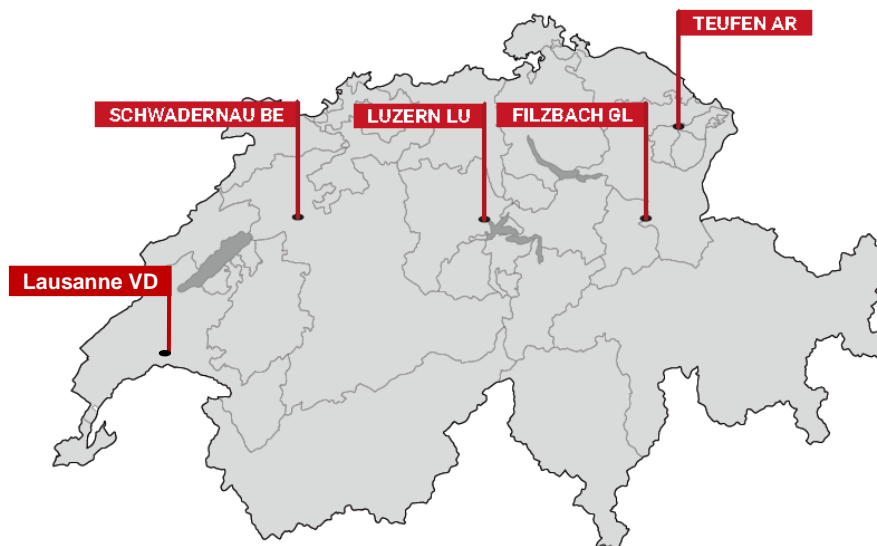 TEUFEN AR
SCHWADERNAU BE
LUZERN LU
FILZBACH GL
Lausanne VD